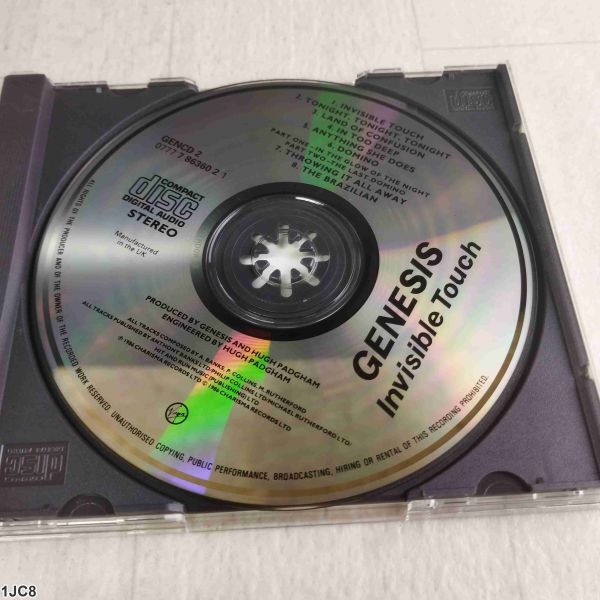 1. INVISIBLE TOUCH
2. TONIGHT, TONIGHT, TONIGHT
3. LAND OF CONFUSION
4. IN TOO DEEP
5. ANYTHING SHE DOES
6. DOMINO
PART ONE–IN THE GLOW OF THE NIGHT
PART TWO–THE LAST DOMINO
7. THROWING IT ALL AWAY
8. THE BRAZILIAN
GENCD 2
0777 7 86360 2 1
COMPACT
disc
DIGITAL AUDIO
STEREO
Manufactured
in the UK
GENESIS
Invisible Touch
PRODUCED BY GENESIS AND HUGH PADGHAM
ENGINEERED BY HUGH PADGHAM
ALL TRACKS COMPOSED BY A. BANKS, P. COLLINS, M. RUTHERFORD
ALL TRACKS PUBLISHED BY ANTHONY BANKS LTD/PHILIP COLLINS LTD/MICHAEL RUTHERFORD LTD/
HIT AND RUN MUSIC (PUBLISHING) LTD
℗ 1986 CHARISMA RECORDS LTD © 1986 CHARISMA RECORDS LTD
Virgin
ALL RIGHTS OF THE PRODUCER AND OF THE OWNER OF THE RECORDED WORK RESERVED. UNAUTHORISED COPYING, PUBLIC PERFORMANCE, BROADCASTING, HIRING OR RENTAL OF THIS RECORDING PROHIBITED.
1JC8